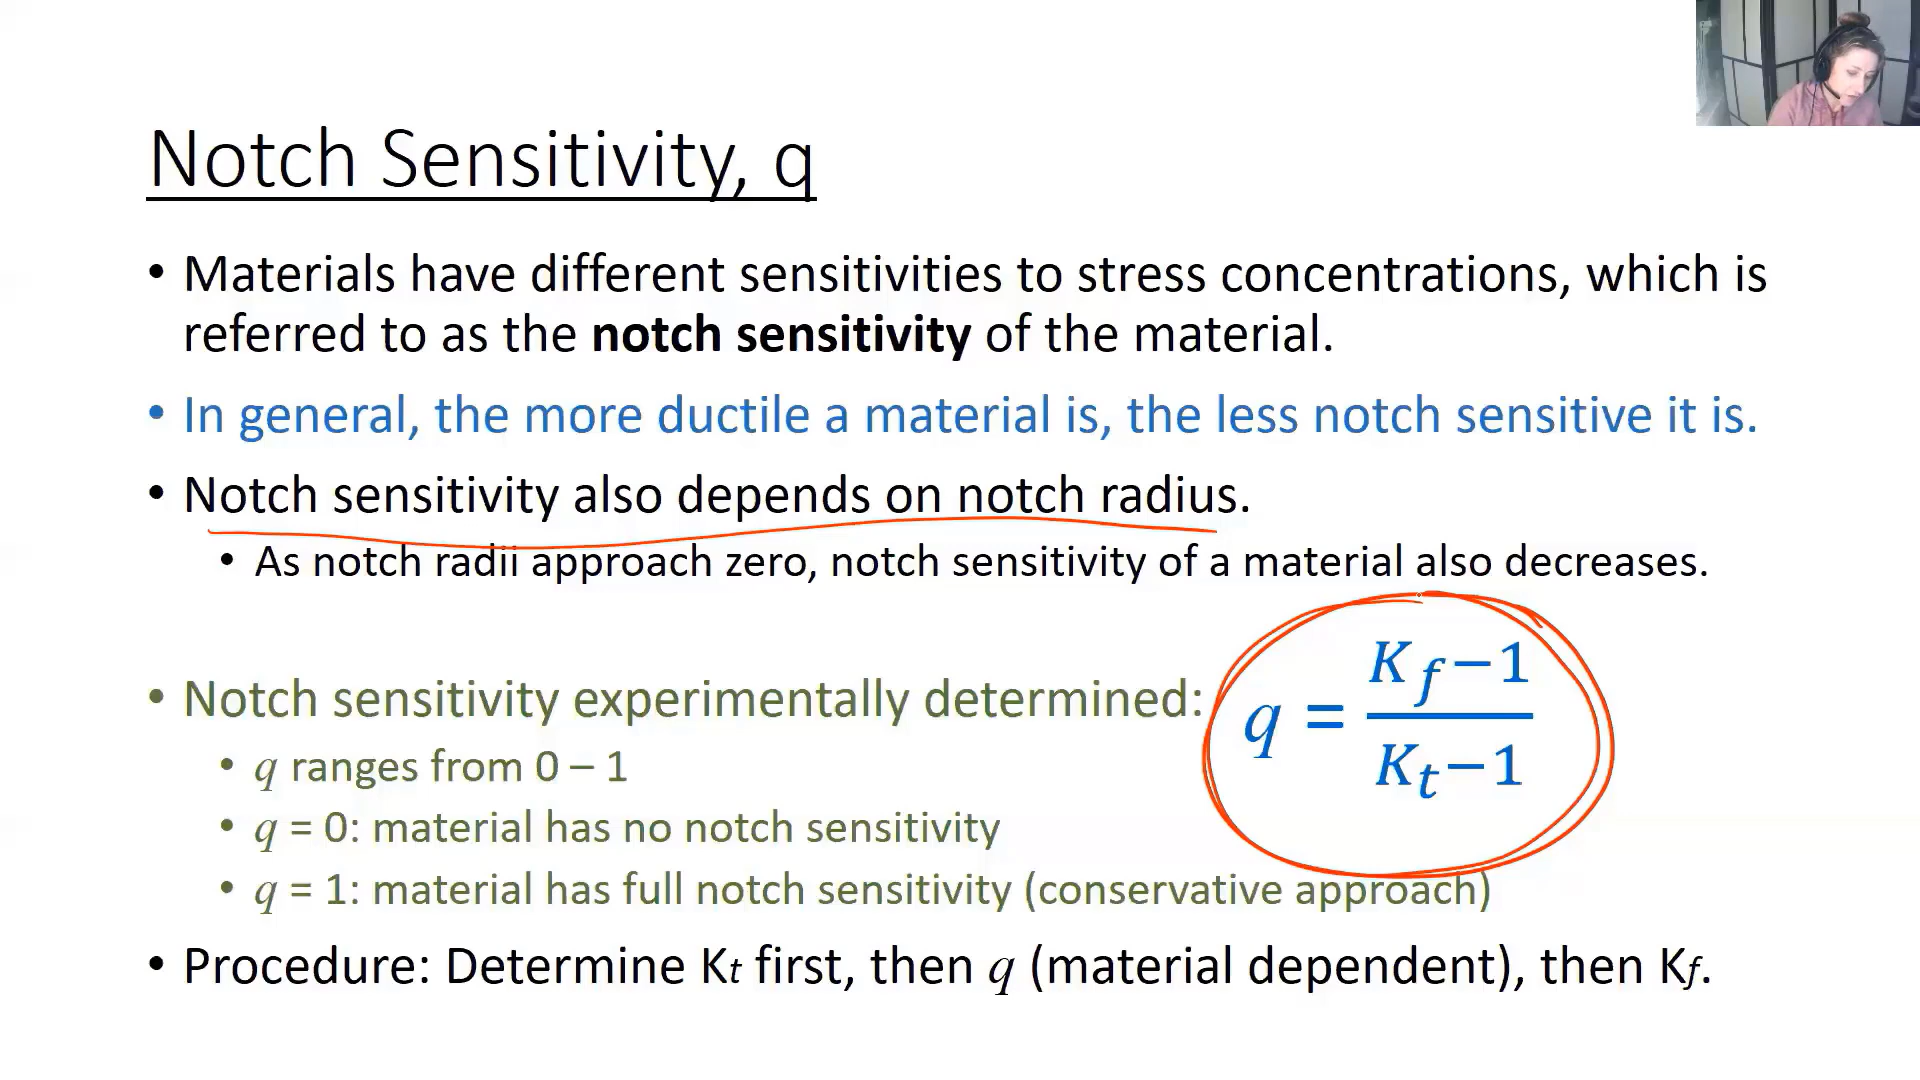 Notch Sensitivity, q
• Materials have different sensitivities to stress concentrations, which is
referred to as the notch sensitivity of the material.
• In general, the more ductile a material is, the less notch sensitive it is.
• Notch sensitivity also depends on notch radius.
• As notch radii approach zero, notch sensitivity of a material also decreases.
• Notch sensitivity experimentally determined: q = (K_f−1)/(K_t−1)
• q ranges from 0 – 1
• q = 0: material has no notch sensitivity
• q = 1: material has full notch sensitivity (conservative approach)
• Procedure: Determine Kt first, then q (material dependent), then Kf.